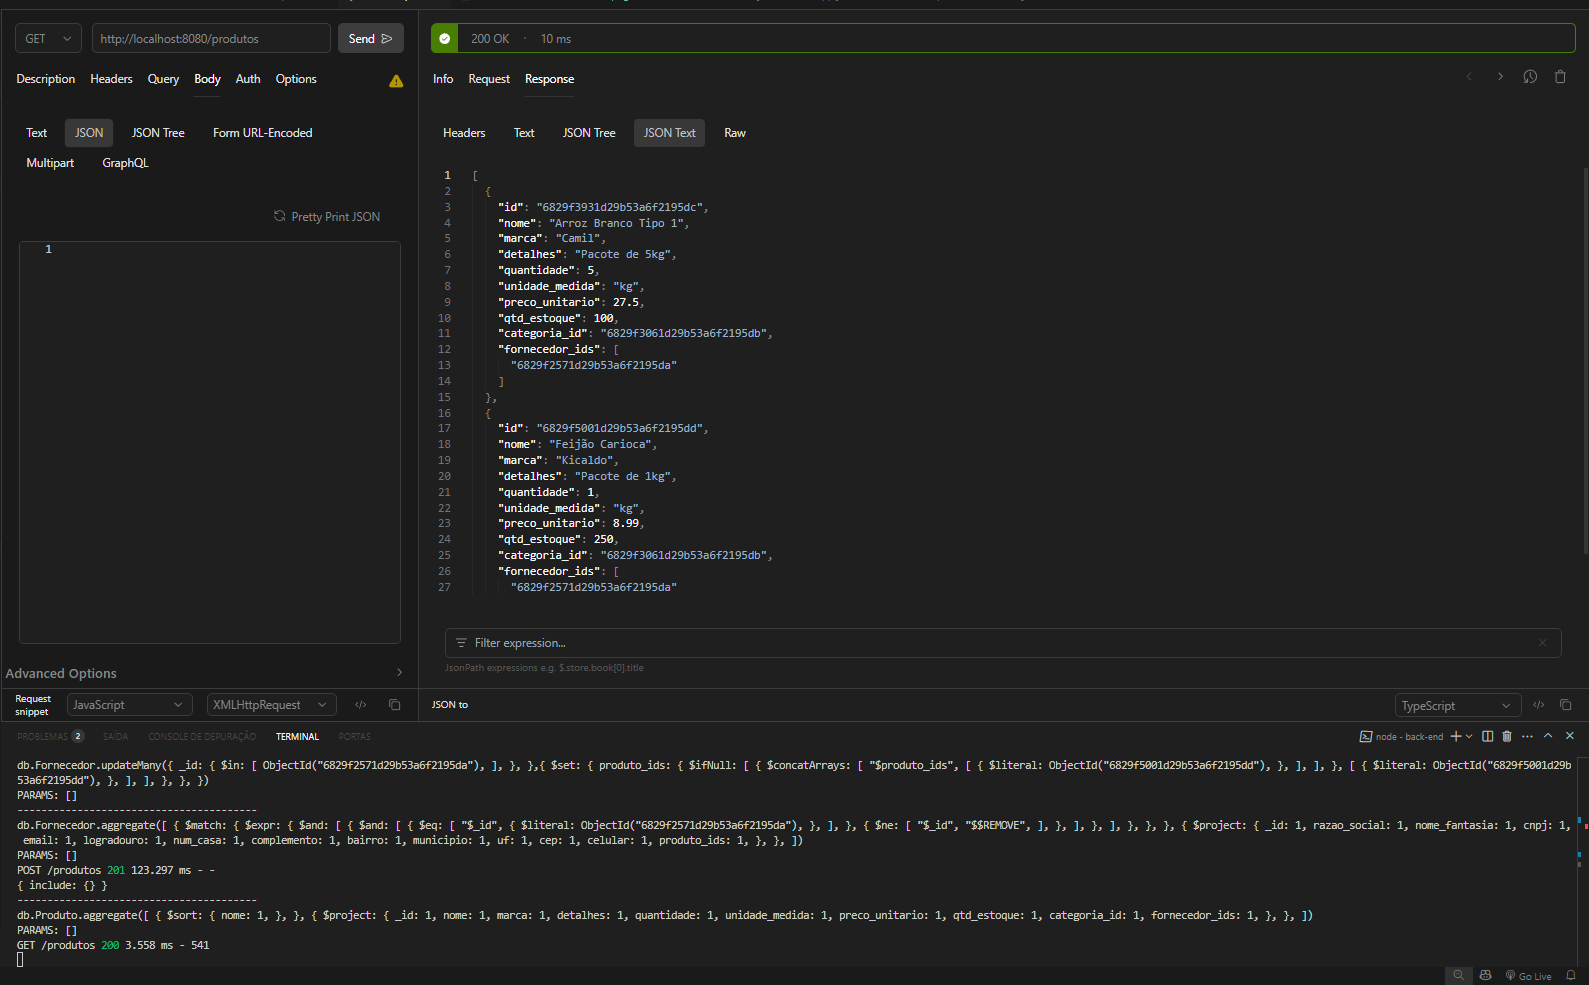 GET
http://localhost:8080/produtos
Send
200 OK · 10 ms
Description Headers Query Body Auth Options
Info Request Response
Text JSON JSON Tree Form URL-Encoded
Multipart GraphQL
Headers Text JSON Tree JSON Text Raw
Pretty Print JSON
1
1 [
2 {
3 "id": "6829f3931d29b53a6f2195dc",
4 "nome": "Arroz Branco Tipo 1",
5 "marca": "Camil",
6 "detalhes": "Pacote de 5kg",
7 "quantidade": 5,
8 "unidade_medida": "kg",
9 "preco_unitario": 27.5,
10 "qtd_estoque": 100,
11 "categoria_id": "6829f3061d29b53a6f2195db",
12 "fornecedor_ids": [
13 "6829f2571d29b53a6f2195da"
14 ]
15 },
16 {
17 "id": "6829f5001d29b53a6f2195dd",
18 "nome": "Feijão Carioca",
19 "marca": "Kicaldo",
20 "detalhes": "Pacote de 1kg",
21 "quantidade": 1,
22 "unidade_medida": "kg",
23 "preco_unitario": 8.99,
24 "qtd_estoque": 250,
25 "categoria_id": "6829f3061d29b53a6f2195db",
26 "fornecedor_ids": [
27 "6829f2571d29b53a6f2195da"
Filter expression...
JsonPath expressions e.g. $.store.book[0].title
Advanced Options
Request
snippet
JavaScript
XMLHttpRequest
JSON to
TypeScript
PROBLEMAS 2 SAÍDA CONSOLE DE DEPURAÇÃO TERMINAL PORTAS
node - back-end
db.Fornecedor.updateMany({ _id: { $in: [ ObjectId("6829f2571d29b53a6f2195da"), ], }, },{ $set: { produto_ids: { $ifNull: [ { $concatArrays: [ "$produto_ids", [ { $literal: ObjectId("6829f5001d29b53a6f2195dd"), }, ], ], }, [ { $literal: ObjectId("6829f5001d29b
53a6f2195dd"), }, ], ], }, }, })
PARAMS: []
----------------------------------------
db.Fornecedor.aggregate([ { $match: { $expr: { $and: [ { $and: [ { $eq: [ "$_id", { $literal: ObjectId("6829f2571d29b53a6f2195da"), }, ], }, { $ne: [ "$_id", "$$REMOVE", ], }, ], }, ], }, }, }, { $project: { _id: 1, razao_social: 1, nome_fantasia: 1, cnpj: 1,
email: 1, logradouro: 1, num_casa: 1, complemento: 1, bairro: 1, municipio: 1, uf: 1, cep: 1, celular: 1, produto_ids: 1, }, }, ])
PARAMS: []
POST /produtos 201 123.297 ms - -
{ include: {} }
----------------------------------------
db.Produto.aggregate([ { $sort: { nome: 1, }, }, { $project: { _id: 1, nome: 1, marca: 1, detalhes: 1, quantidade: 1, unidade_medida: 1, preco_unitario: 1, qtd_estoque: 1, categoria_id: 1, fornecedor_ids: 1, }, }, ])
PARAMS: []
GET /produtos 200 3.558 ms - 541
Go Live